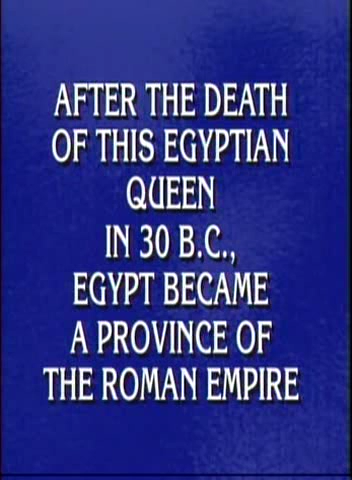 AFTER THE DEATH
OF THIS EGYPTIAN
QUEEN
IN 30 B.C.,
EGYPT BECAME
A PROVINCE OF
THE ROMAN EMPIRE